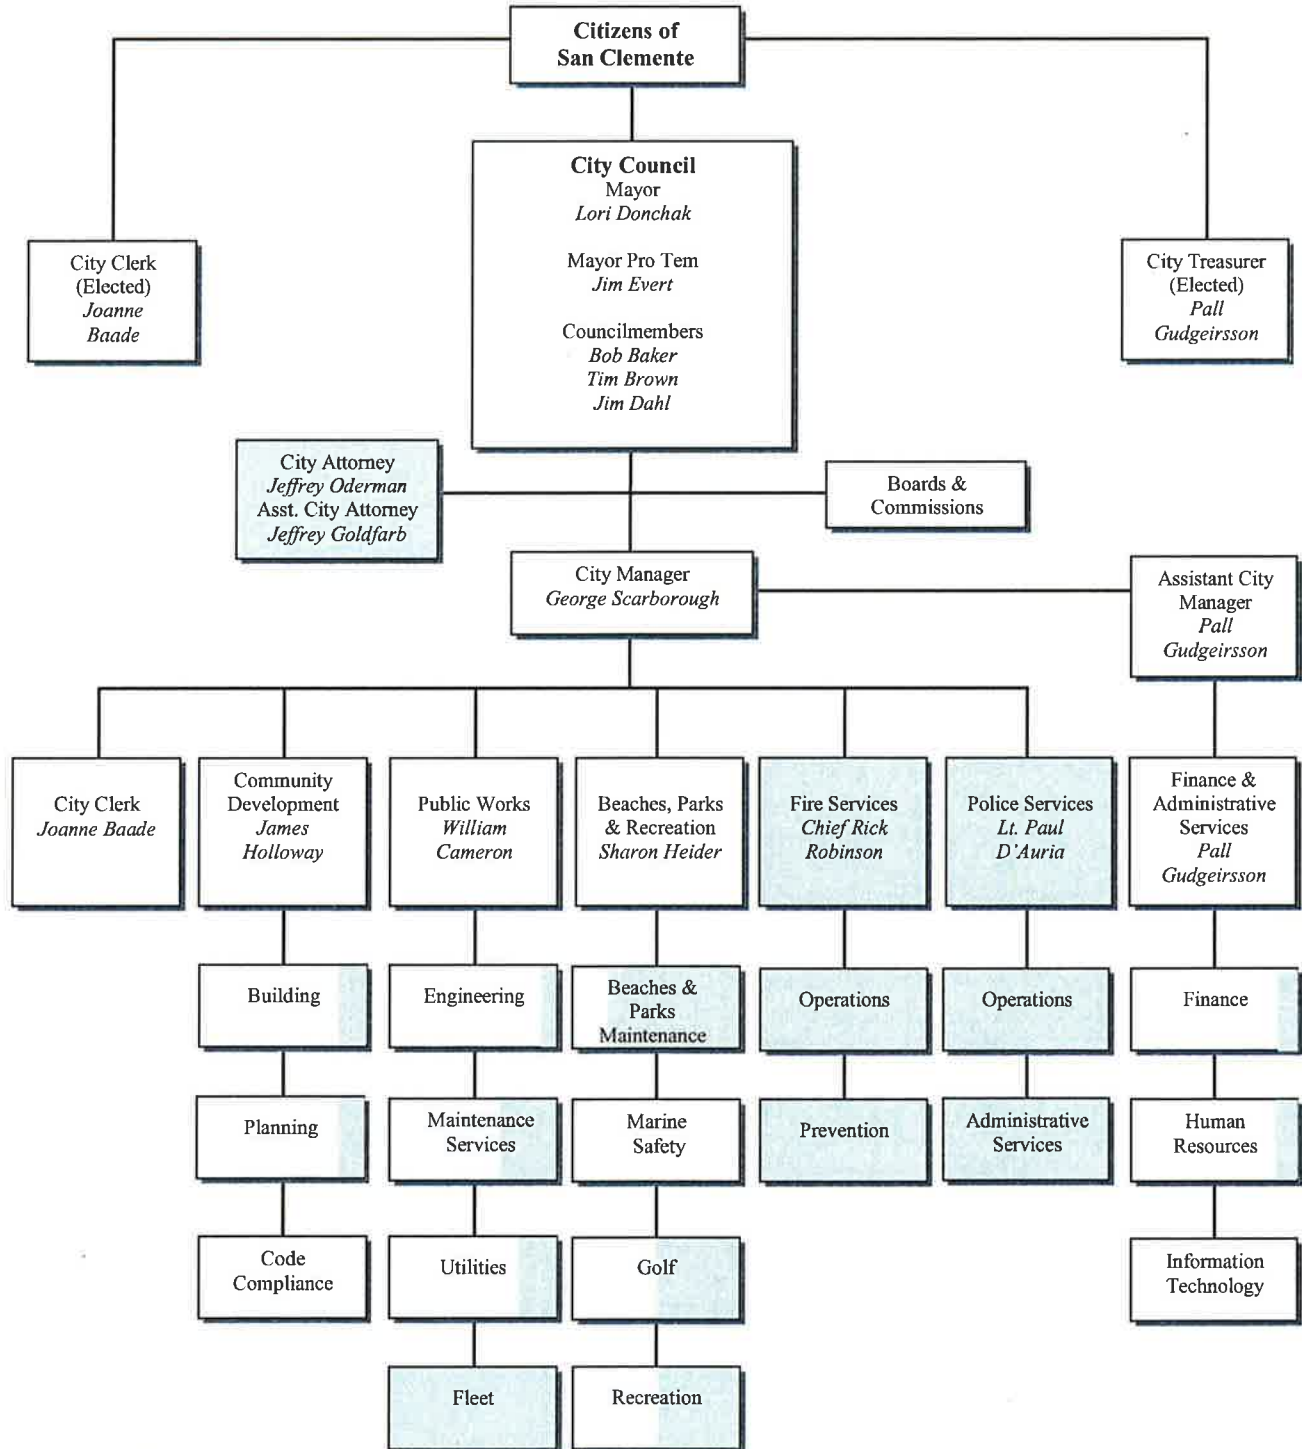 Citizens of
San Clemente
City Council
Mayor
Lori Donchak
Mayor Pro Tem
Jim Evert
Councilmembers
Bob Baker
Tim Brown
Jim Dahl
City Clerk
(Elected)
Joanne
Baade
City Treasurer
(Elected)
Pall
Gudgeirsson
City Attorney
Jeffrey Oderman
Asst. City Attorney
Jeffrey Goldfarb
Boards &
Commissions
City Manager
George Scarborough
Assistant City
Manager
Pall
Gudgeirsson
City Clerk
Joanne Baade
Community
Development
James
Holloway
Public Works
William
Cameron
Beaches, Parks
& Recreation
Sharon Heider
Fire Services
Chief Rick
Robinson
Police Services
Lt. Paul
D'Auria
Finance &
Administrative
Services
Pall
Gudgeirsson
Building
Engineering
Beaches &
Parks
Maintenance
Operations
Operations
Finance
Planning
Maintenance
Services
Marine
Safety
Prevention
Administrative
Services
Human
Resources
Code
Compliance
Utilities
Golf
Information
Technology
Fleet
Recreation